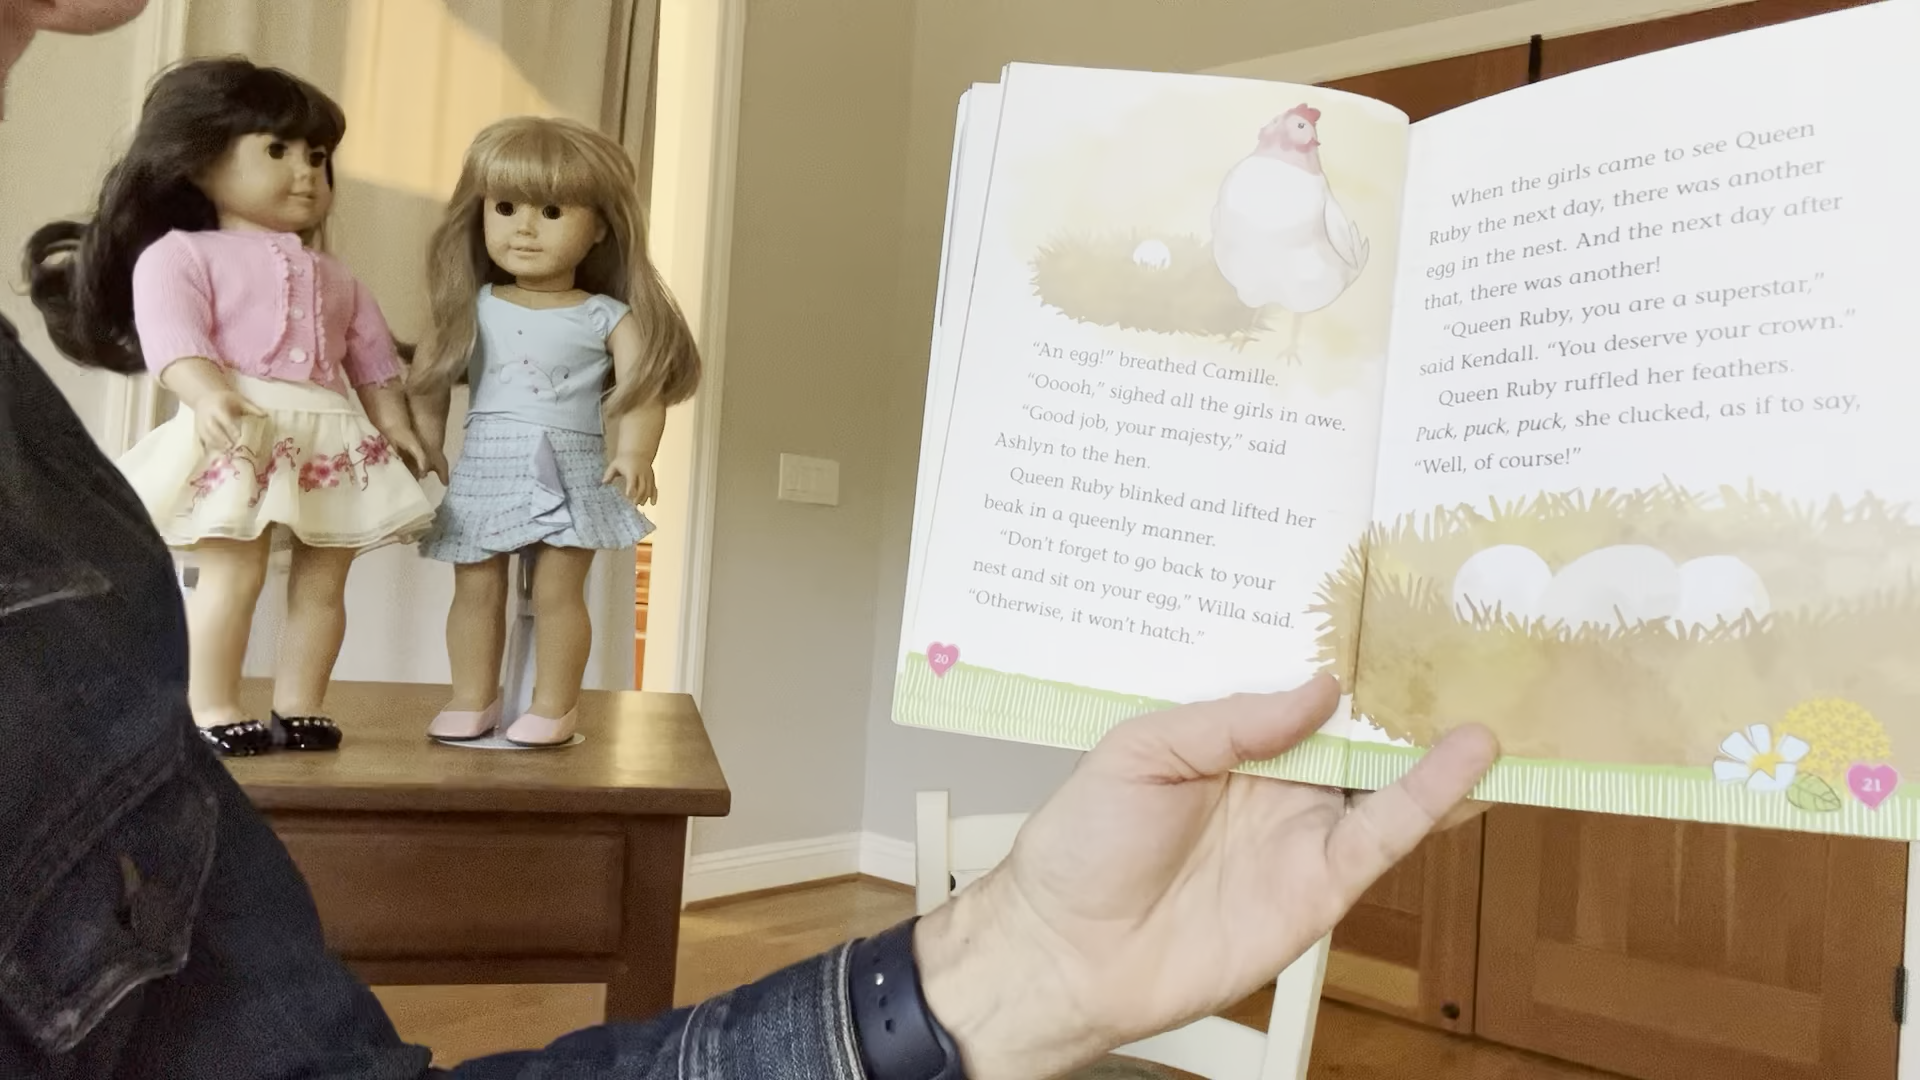 “An egg!” breathed Camille.
“Ooooh,” sighed all the girls in awe.
“Good job, your majesty,” said
Ashlyn to the hen.
Queen Ruby blinked and lifted her
beak in a queenly manner.
“Don’t forget to go back to your
nest and sit on your egg,” Willa said.
“Otherwise, it won’t hatch.”
20
When the girls came to see Queen
Ruby the next day, there was another
egg in the nest. And the next day after
that, there was another!
“Queen Ruby, you are a superstar,”
said Kendall. “You deserve your crown.”
Queen Ruby ruffled her feathers.
Puck, puck, puck, she clucked, as if to say,
“Well, of course!”
21